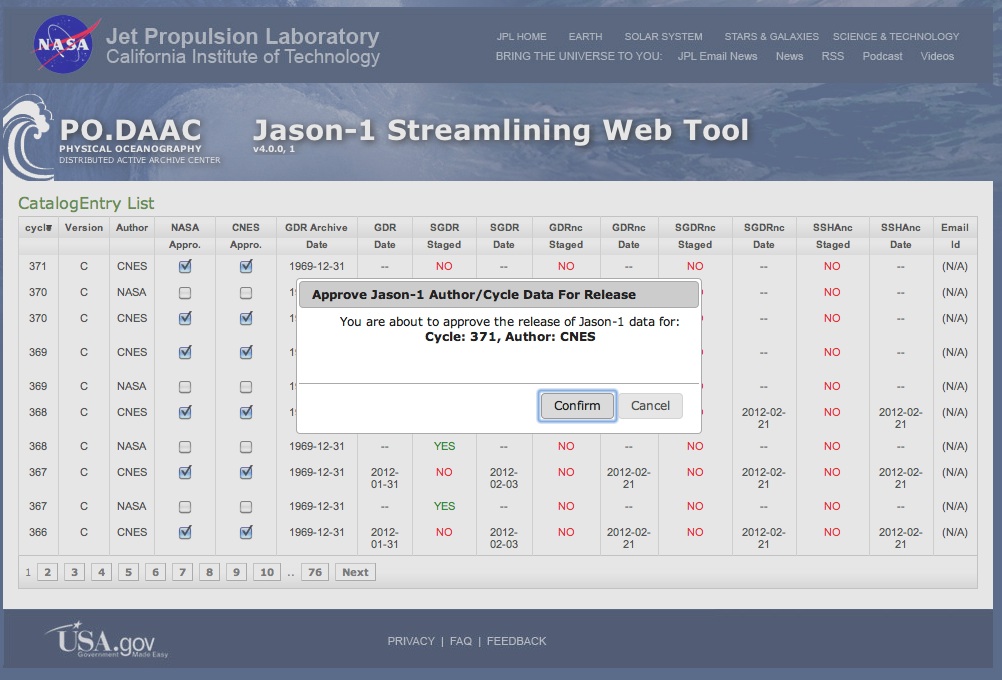 NASA
Jet Propulsion Laboratory
California Institute of Technology
JPL HOME EARTH SOLAR SYSTEM STARS & GALAXIES SCIENCE & TECHNOLOGY
BRING THE UNIVERSE TO YOU: JPL Email News News RSS Podcast Videos
PO.DAAC
PHYSICAL OCEANOGRAPHY
DISTRIBUTED ACTIVE ARCHIVE CENTER
Jason-1 Streamlining Web Tool
v4.0.0, 1
CatalogEntry List
cycle Version Author NASA CNES GDR Archive GDR SGDR SGDR GDRnc GDRnc SGDRnc SGDRnc SSHAnc SSHAnc Email
Appro. Appro. Date Date Staged Date Staged Date Staged Date Staged Date Id
371 C CNES 1969-12-31 -- NO -- NO -- NO -- NO -- (N/A)
370 C NASA -- NO -- (N/A)
370 C CNES -- NO -- (N/A)
369 C CNES -- NO -- (N/A)
369 C NASA -- NO -- (N/A)
368 C CNES 2012-02- NO 2012-02- (N/A)
21 21
Approve Jason-1 Author/Cycle Data For Release
You are about to approve the release of Jason-1 data for:
Cycle: 371, Author: CNES
Confirm Cancel
368 C NASA 1969-12-31 -- YES -- NO -- NO -- NO -- (N/A)
367 C CNES 1969-12-31 2012- NO 2012- NO 2012-02- NO 2012-02- NO 2012-02- (N/A)
01-31 02-03 21 21 21
367 C NASA 1969-12-31 -- YES -- NO -- NO -- NO -- (N/A)
366 C CNES 1969-12-31 2012- NO 2012- NO 2012-02- NO 2012-02- NO 2012-02- (N/A)
01-31 02-03 21 21 21
1 2 3 4 5 6 7 8 9 10 .. 76 Next
USA.gov
Government Made Easy
PRIVACY | FAQ | FEEDBACK